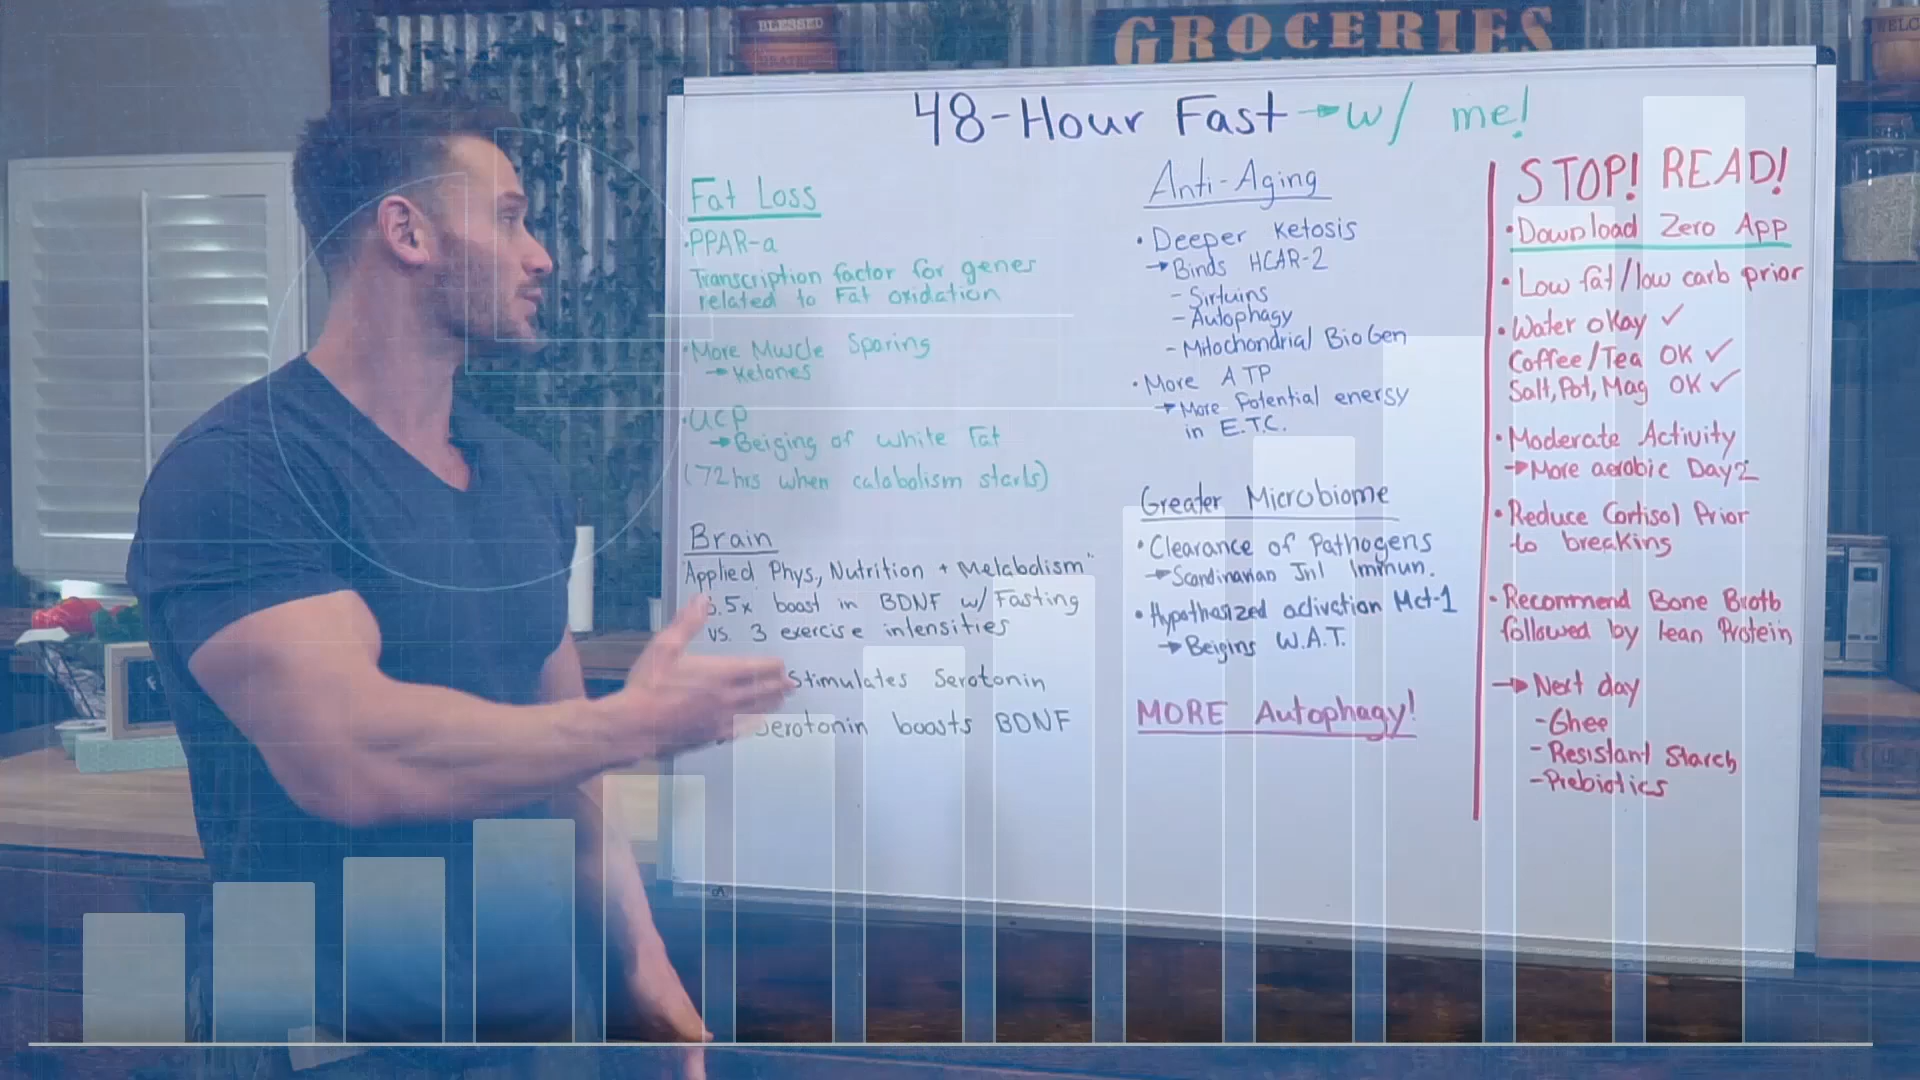 BLESSED
GROCERIES
48-Hour Fast → w/ me!
Fat Loss
·PPAR-a
Transcription factor for genes
related to Fat oxidation
·More Muscle Sparing
→ Ketones
·UCP
→ Beiging of white Fat
(72hrs when catabolism starts)
Brain
"Applied Phys, Nutrition + Metabolism"
.5x boost in BDNF w/ Fasting
vs. 3 exercise intensities
Stimulates Serotonin
Serotonin boosts BDNF
Anti-Aging
· Deeper Ketosis
→ Binds HCAR-2
- Sirtuins
- Autophagy
- Mitochondrial BioGen
· More ATP
→ More Potential energy
in E.T.C.
Greater Microbiome
· Clearance of Pathogens
→ Scandinavian Jnl Immun.
· Hypothesized activation Mct-1
→ Beigins W.A.T.
MORE Autophagy!
STOP! READ!
· Download Zero App
· Low fat/low carb prior
· Water okay ✓
Coffee/Tea OK ✓
Salt, Pot, Mag OK ✓
· Moderate Activity
→ More aerobic Day 2
· Reduce Cortisol Prior
to breaking
· Recommend Bone Broth
followed by lean Protein
→ Next day
- Ghee
- Resistant Starch
- Prebiotics